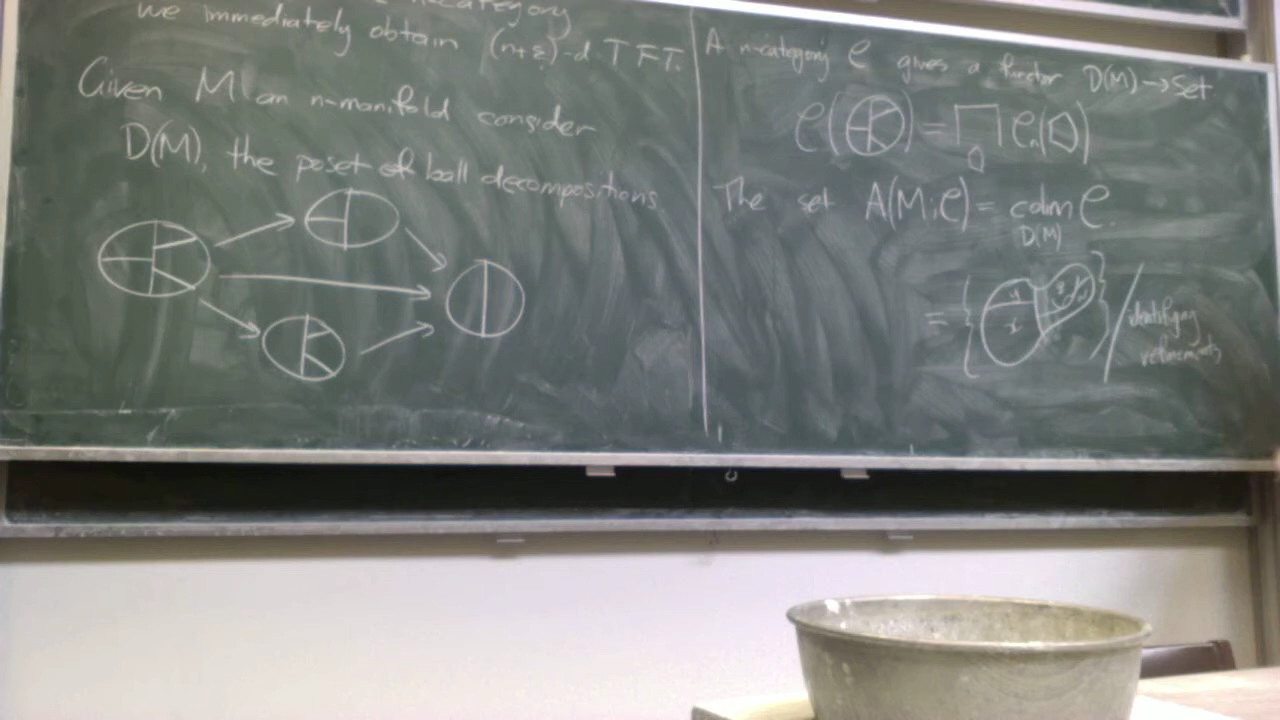 n-category
we immediately obtain (n+ε)-d TFT.
Given M an n-manifold consider
D(M), the poset of ball decompositions
A n-category C gives a functor D(M) → Set
C( ) = ∏ Cₙ( )
The set A(M; C) = colim C
D(M)
= { y x } / identifying
refinements